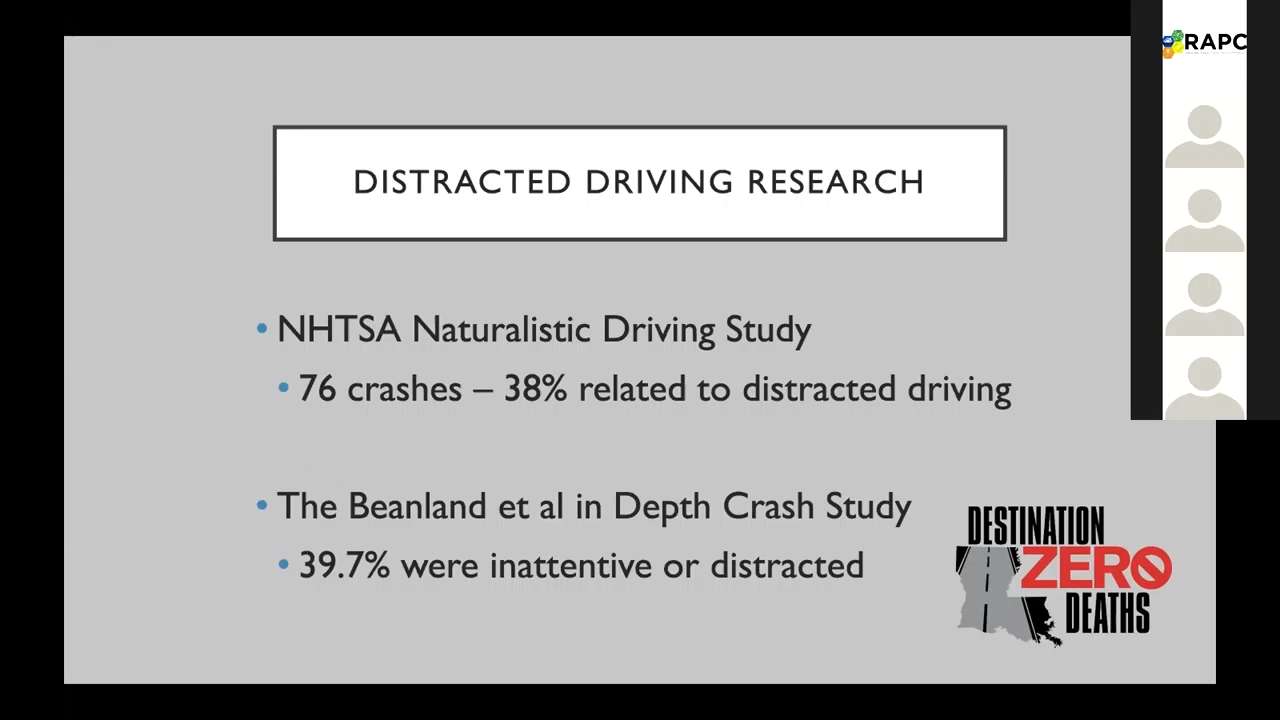 DISTRACTED DRIVING RESEARCH
• NHTSA Naturalistic Driving Study
• 76 crashes – 38% related to distracted driving
• The Beanland et al in Depth Crash Study
• 39.7% were inattentive or distracted
DESTINATION
ZERO
DEATHS
RAPC